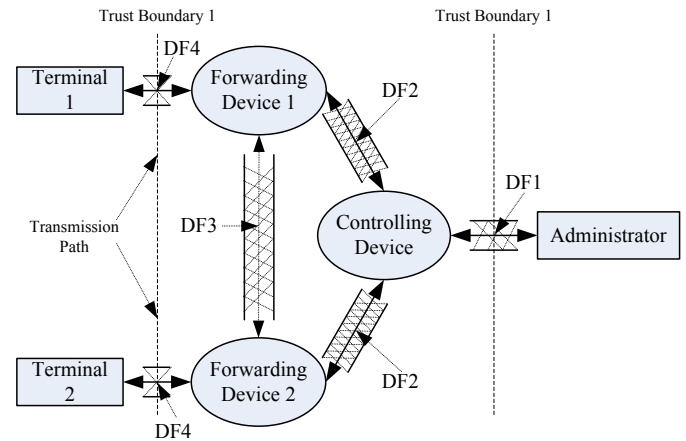 Trust Boundary 1
Trust Boundary 1
DF4
Terminal
1
Forwarding
Device 1
DF2
DF1
Transmission
Path
DF3
Controlling
Device
Administrator
Terminal
2
Forwarding
Device 2
DF2
DF4